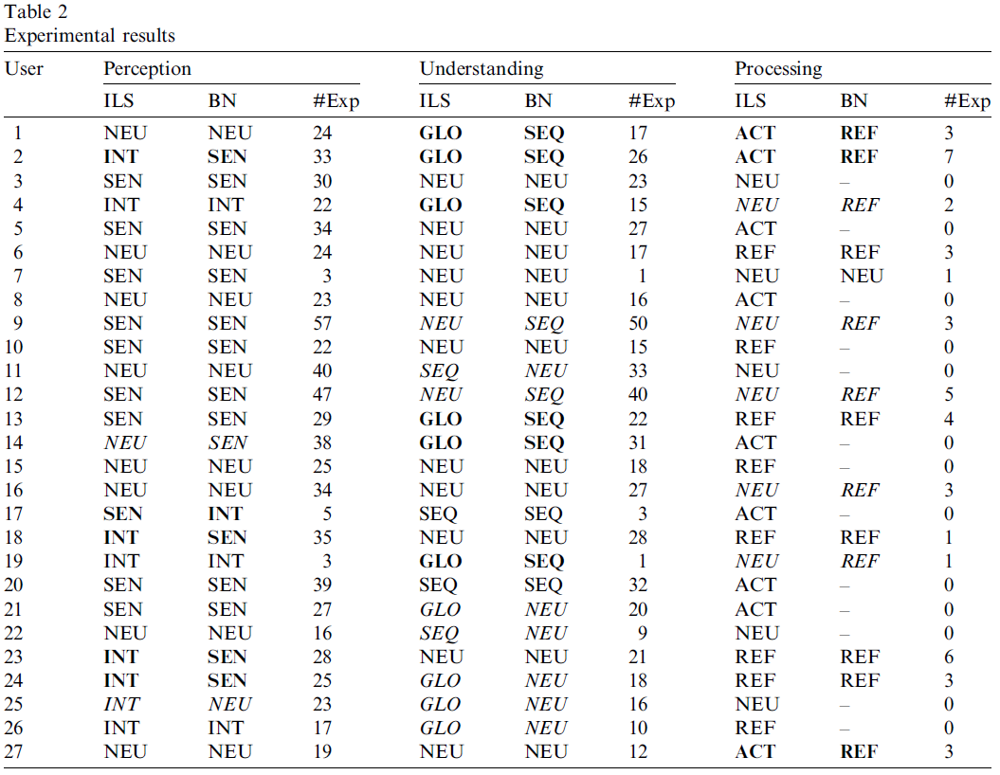 Table 2
Experimental results
User Perception Understanding Processing
ILS BN #Exp ILS BN #Exp ILS BN #Exp
1 NEU NEU 24 GLO SEQ 17 ACT REF 3
2 INT SEN 33 GLO SEQ 26 ACT REF 7
3 SEN SEN 30 NEU NEU 23 NEU – 0
4 INT INT 22 GLO SEQ 15 NEU REF 2
5 SEN SEN 34 NEU NEU 27 ACT – 0
6 NEU NEU 24 NEU NEU 17 REF REF 3
7 SEN SEN 3 NEU NEU 1 NEU NEU 1
8 NEU NEU 23 NEU NEU 16 ACT – 0
9 SEN SEN 57 NEU SEQ 50 NEU REF 3
10 SEN SEN 22 NEU NEU 15 REF – 0
11 NEU NEU 40 SEQ NEU 33 NEU – 0
12 SEN SEN 47 NEU SEQ 40 NEU REF 5
13 SEN SEN 29 GLO SEQ 22 REF REF 4
14 NEU SEN 38 GLO SEQ 31 ACT – 0
15 NEU NEU 25 NEU NEU 18 REF – 0
16 NEU NEU 34 NEU NEU 27 NEU REF 3
17 SEN INT 5 SEQ SEQ 3 ACT – 0
18 INT SEN 35 NEU NEU 28 REF REF 1
19 INT INT 3 GLO SEQ 1 NEU REF 1
20 SEN SEN 39 SEQ SEQ 32 ACT – 0
21 SEN SEN 27 GLO NEU 20 ACT – 0
22 NEU NEU 16 SEQ NEU 9 NEU – 0
23 INT SEN 28 NEU NEU 21 REF REF 6
24 INT SEN 25 GLO NEU 18 REF REF 3
25 INT NEU 23 GLO NEU 16 NEU – 0
26 INT INT 17 GLO NEU 10 REF – 0
27 NEU NEU 19 NEU NEU 12 ACT REF 3